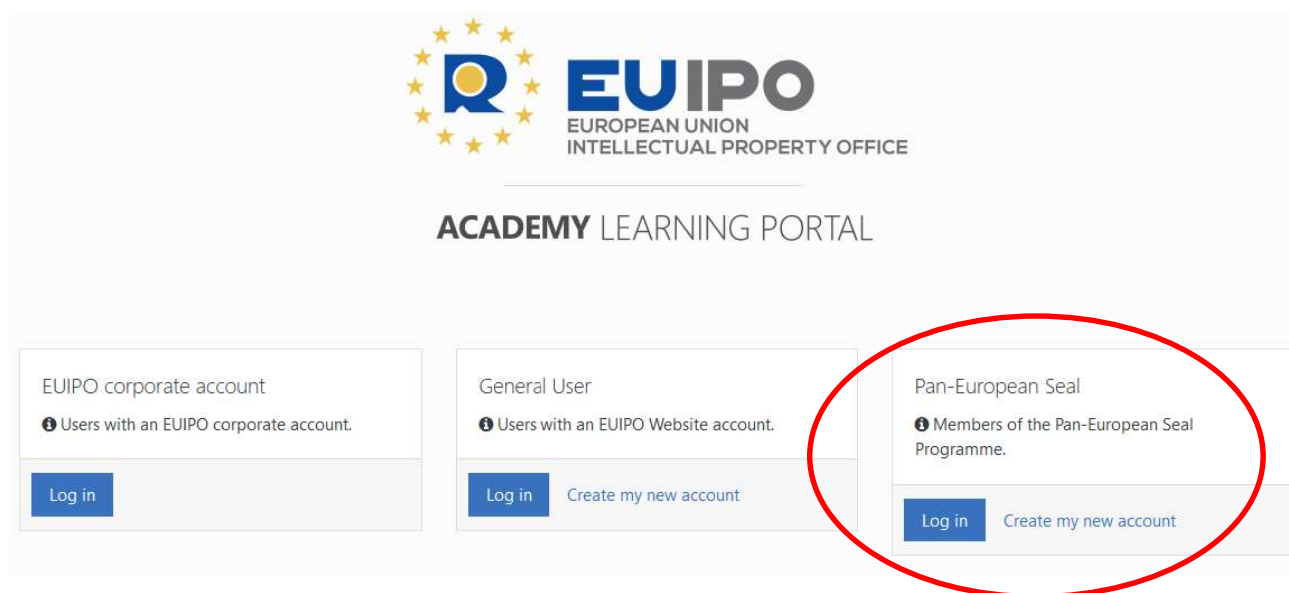 EUIPO
EUROPEAN UNION
INTELLECTUAL PROPERTY OFFICE
ACADEMY LEARNING PORTAL
EUIPO corporate account
Users with an EUIPO corporate account.
Log in
General User
Users with an EUIPO Website account.
Log in Create my new account
Pan-European Seal
Members of the Pan-European Seal
Programme.
Log in Create my new account